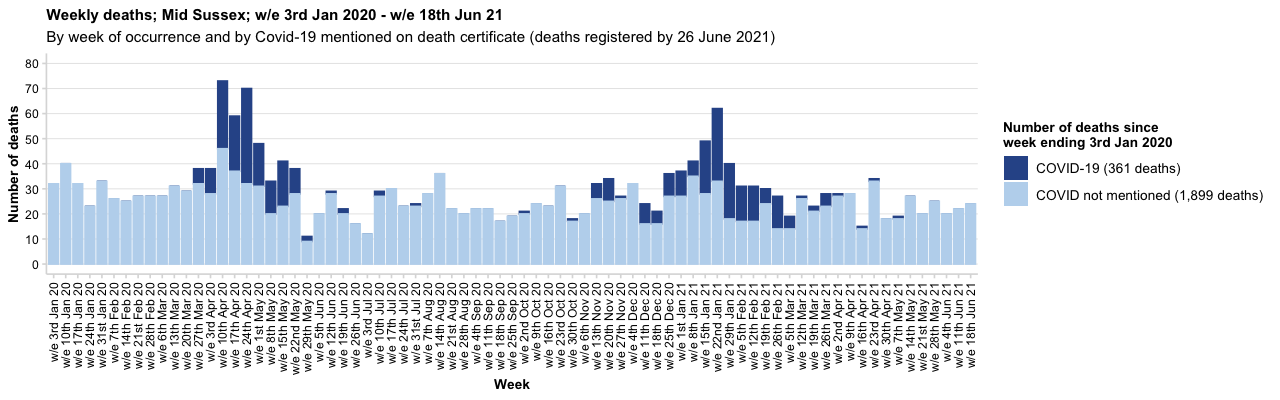 Weekly deaths; Mid Sussex; w/e 3rd Jan 2020 - w/e 18th Jun 21
By week of occurrence and by Covid-19 mentioned on death certificate (deaths registered by 26 June 2021)
80
70
60
50
40
30
20
10
0
Number of deaths
w/e 3rd Jan 20
w/e 10th Jan 20
w/e 17th Jan 20
w/e 24th Jan 20
w/e 31st Jan 20
w/e 7th Feb 20
w/e 14th Feb 20
w/e 21st Feb 20
w/e 28th Feb 20
w/e 6th Mar 20
w/e 13th Mar 20
w/e 20th Mar 20
w/e 27th Mar 20
w/e 3rd Apr 20
w/e 10th Apr 20
w/e 17th Apr 20
w/e 24th Apr 20
w/e 1st May 20
w/e 8th May 20
w/e 15th May 20
w/e 22nd May 20
w/e 29th May 20
w/e 5th Jun 20
w/e 12th Jun 20
w/e 19th Jun 20
w/e 26th Jun 20
w/e 3rd Jul 20
w/e 10th Jul 20
w/e 17th Jul 20
w/e 24th Jul 20
w/e 31st Jul 20
w/e 7th Aug 20
w/e 14th Aug 20
w/e 21st Aug 20
w/e 28th Aug 20
w/e 4th Sep 20
w/e 11th Sep 20
w/e 18th Sep 20
w/e 25th Sep 20
w/e 2nd Oct 20
w/e 9th Oct 20
w/e 16th Oct 20
w/e 23rd Oct 20
w/e 30th Oct 20
w/e 6th Nov 20
w/e 13th Nov 20
w/e 20th Nov 20
w/e 27th Nov 20
w/e 4th Dec 20
w/e 11th Dec 20
w/e 18th Dec 20
w/e 25th Dec 20
w/e 1st Jan 21
w/e 8th Jan 21
w/e 15th Jan 21
w/e 22nd Jan 21
w/e 29th Jan 21
w/e 5th Feb 21
w/e 12th Feb 21
w/e 19th Feb 21
w/e 26th Feb 21
w/e 5th Mar 21
w/e 12th Mar 21
w/e 19th Mar 21
w/e 26th Mar 21
w/e 2nd Apr 21
w/e 9th Apr 21
w/e 16th Apr 21
w/e 23rd Apr 21
w/e 30th Apr 21
w/e 7th May 21
w/e 14th May 21
w/e 21st May 21
w/e 28th May 21
w/e 4th Jun 21
w/e 11th Jun 21
w/e 18th Jun 21
Week
Number of deaths since
week ending 3rd Jan 2020
COVID-19 (361 deaths)
COVID not mentioned (1,899 deaths)